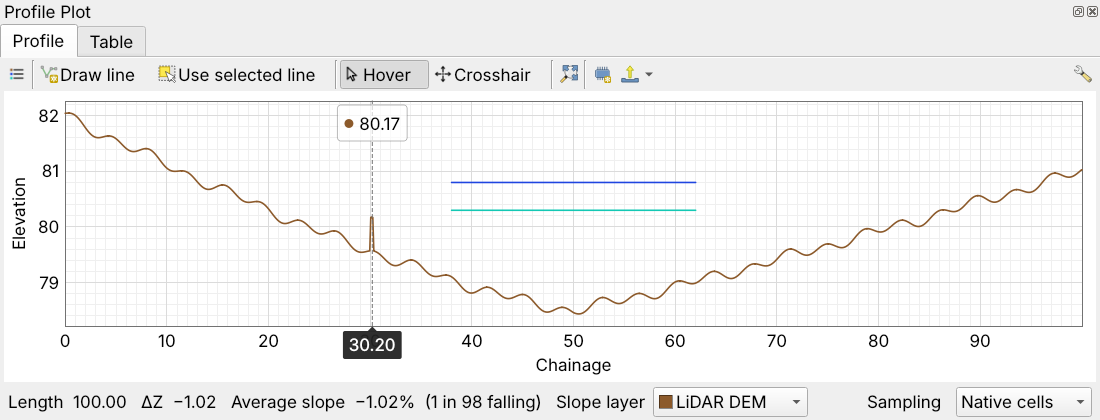 Profile Plot
Profile Table
Draw line Use selected line Hover Crosshair
82
81
80
79
Elevation
80.17
0 10 20 30.20 40 50 60 70 80 90
Chainage
Length 100.00 ΔZ −1.02 Average slope −1.02% (1 in 98 falling) Slope layer LiDAR DEM Sampling Native cells